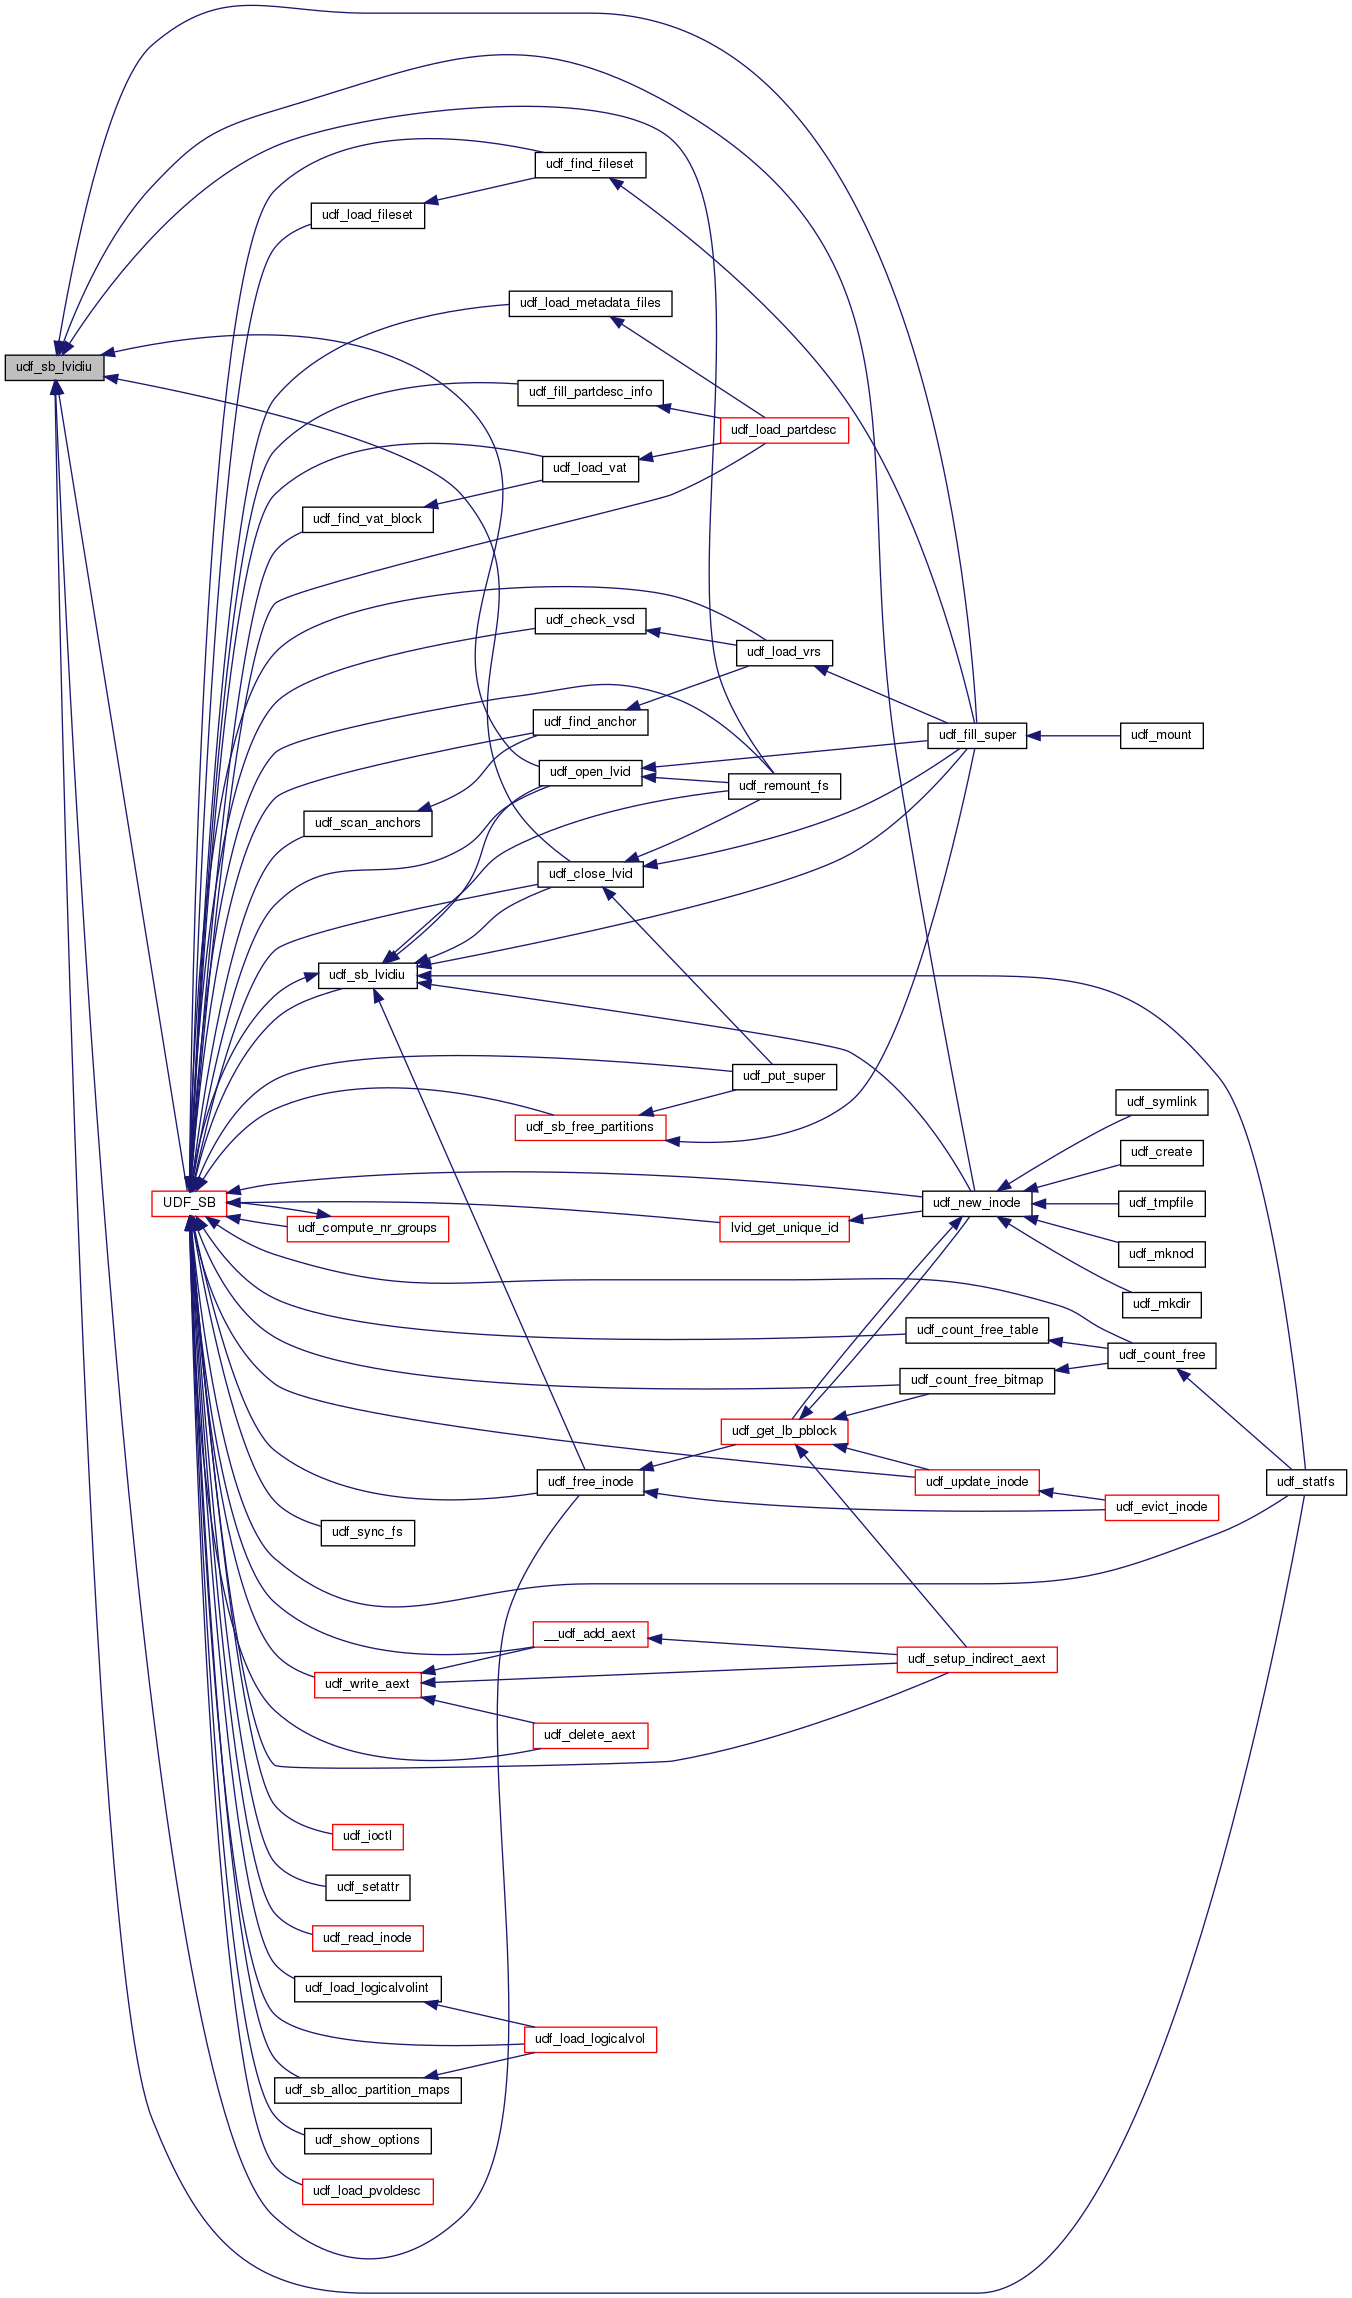 udf_find_fileset
udf_load_fileset
udf_load_metadata_files
udf_sb_lvidiu
udf_fill_partdesc_info
udf_load_partdesc
udf_load_vat
udf_find_vat_block
udf_check_vsd
udf_load_vrs
udf_find_anchor
udf_fill_super
udf_mount
udf_open_lvid
udf_remount_fs
udf_scan_anchors
udf_close_lvid
udf_sb_lvidiu
udf_put_super
udf_symlink
udf_sb_free_partitions
udf_create
UDF_SB
udf_new_inode
udf_tmpfile
udf_compute_nr_groups
lvid_get_unique_id
udf_mknod
udf_mkdir
udf_count_free_table
udf_count_free
udf_count_free_bitmap
udf_get_lb_pblock
udf_free_inode
udf_update_inode
udf_statfs
udf_evict_inode
udf_sync_fs
__udf_add_aext
udf_setup_indirect_aext
udf_write_aext
udf_delete_aext
udf_ioctl
udf_setattr
udf_read_inode
udf_load_logicalvolint
udf_load_logicalvol
udf_sb_alloc_partition_maps
udf_show_options
udf_load_pvoldesc